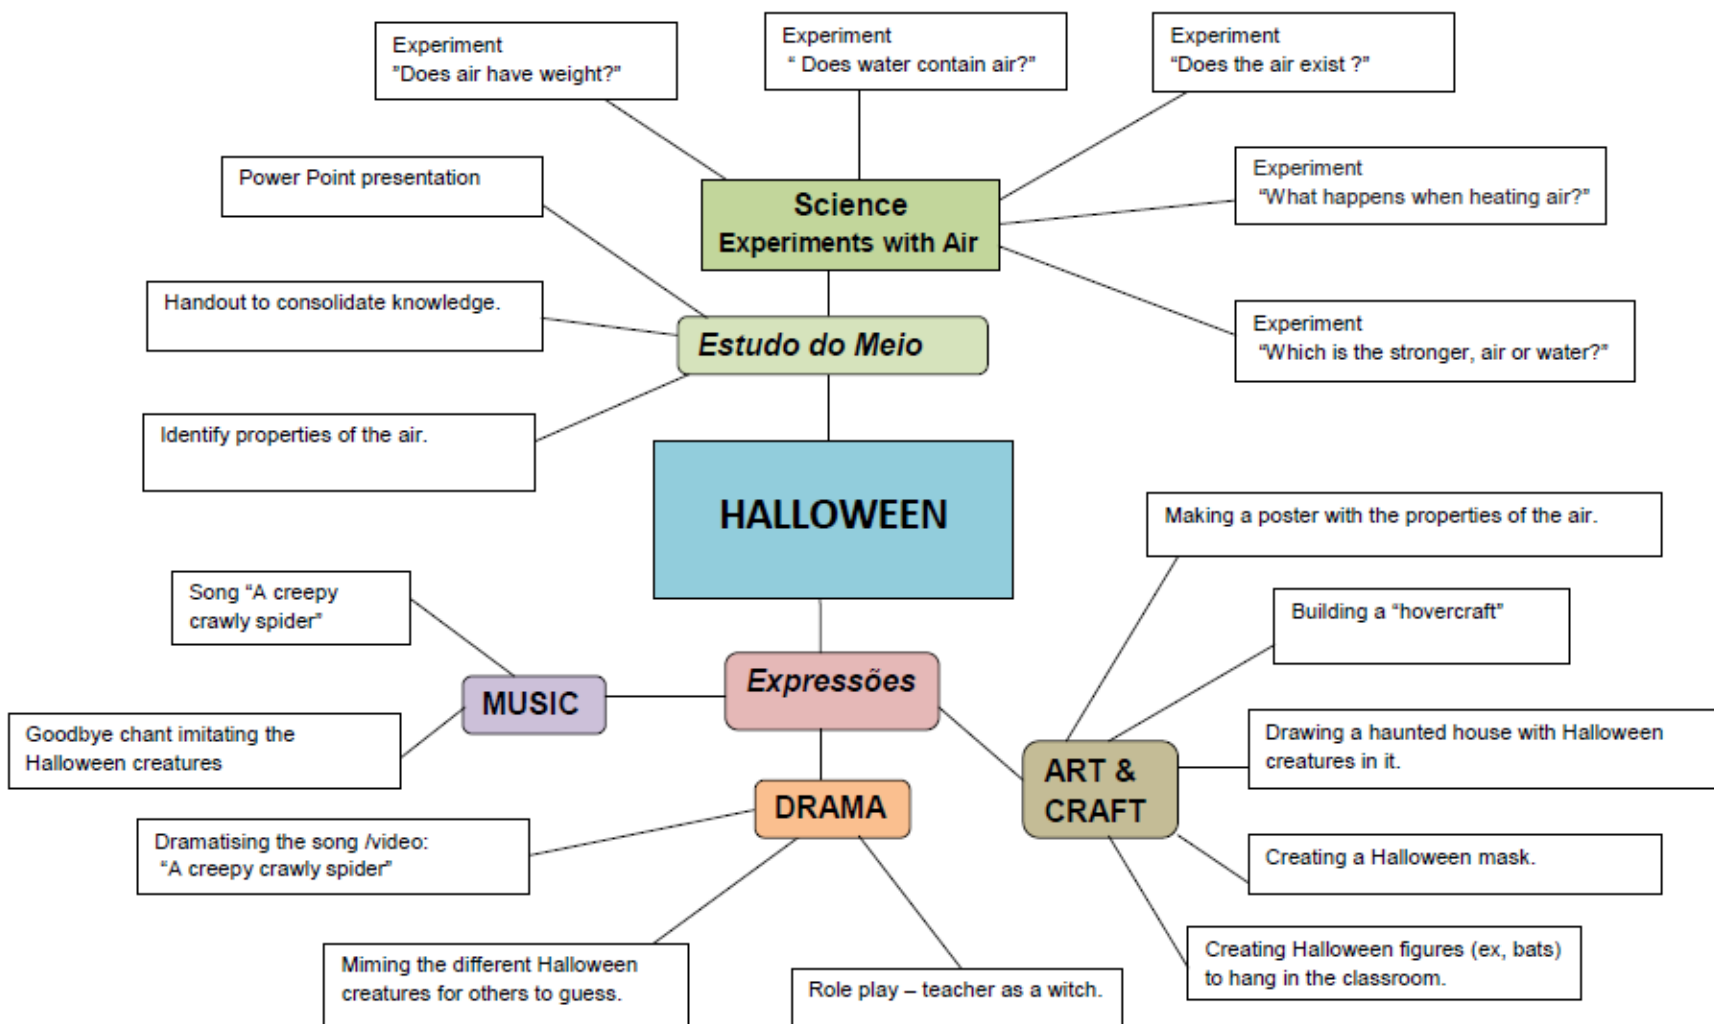 Experiment
"Does air have weight?"
Experiment
“ Does water contain air?”
Experiment
“Does the air exist ?”
Power Point presentation
Science
Experiments with Air
Experiment
“What happens when heating air?”
Handout to consolidate knowledge.
Estudo do Meio
Experiment
“Which is the stronger, air or water?”
Identify properties of the air.
HALLOWEEN
Making a poster with the properties of the air.
Song “A creepy
crawly spider”
Building a “hovercraft”
Expressões
MUSIC
Goodbye chant imitating the
Halloween creatures
Drawing a haunted house with Halloween
creatures in it.
ART &
CRAFT
DRAMA
Dramatising the song /video:
“A creepy crawly spider”
Creating a Halloween mask.
Miming the different Halloween
creatures for others to guess.
Role play – teacher as a witch.
Creating Halloween figures (ex, bats)
to hang in the classroom.